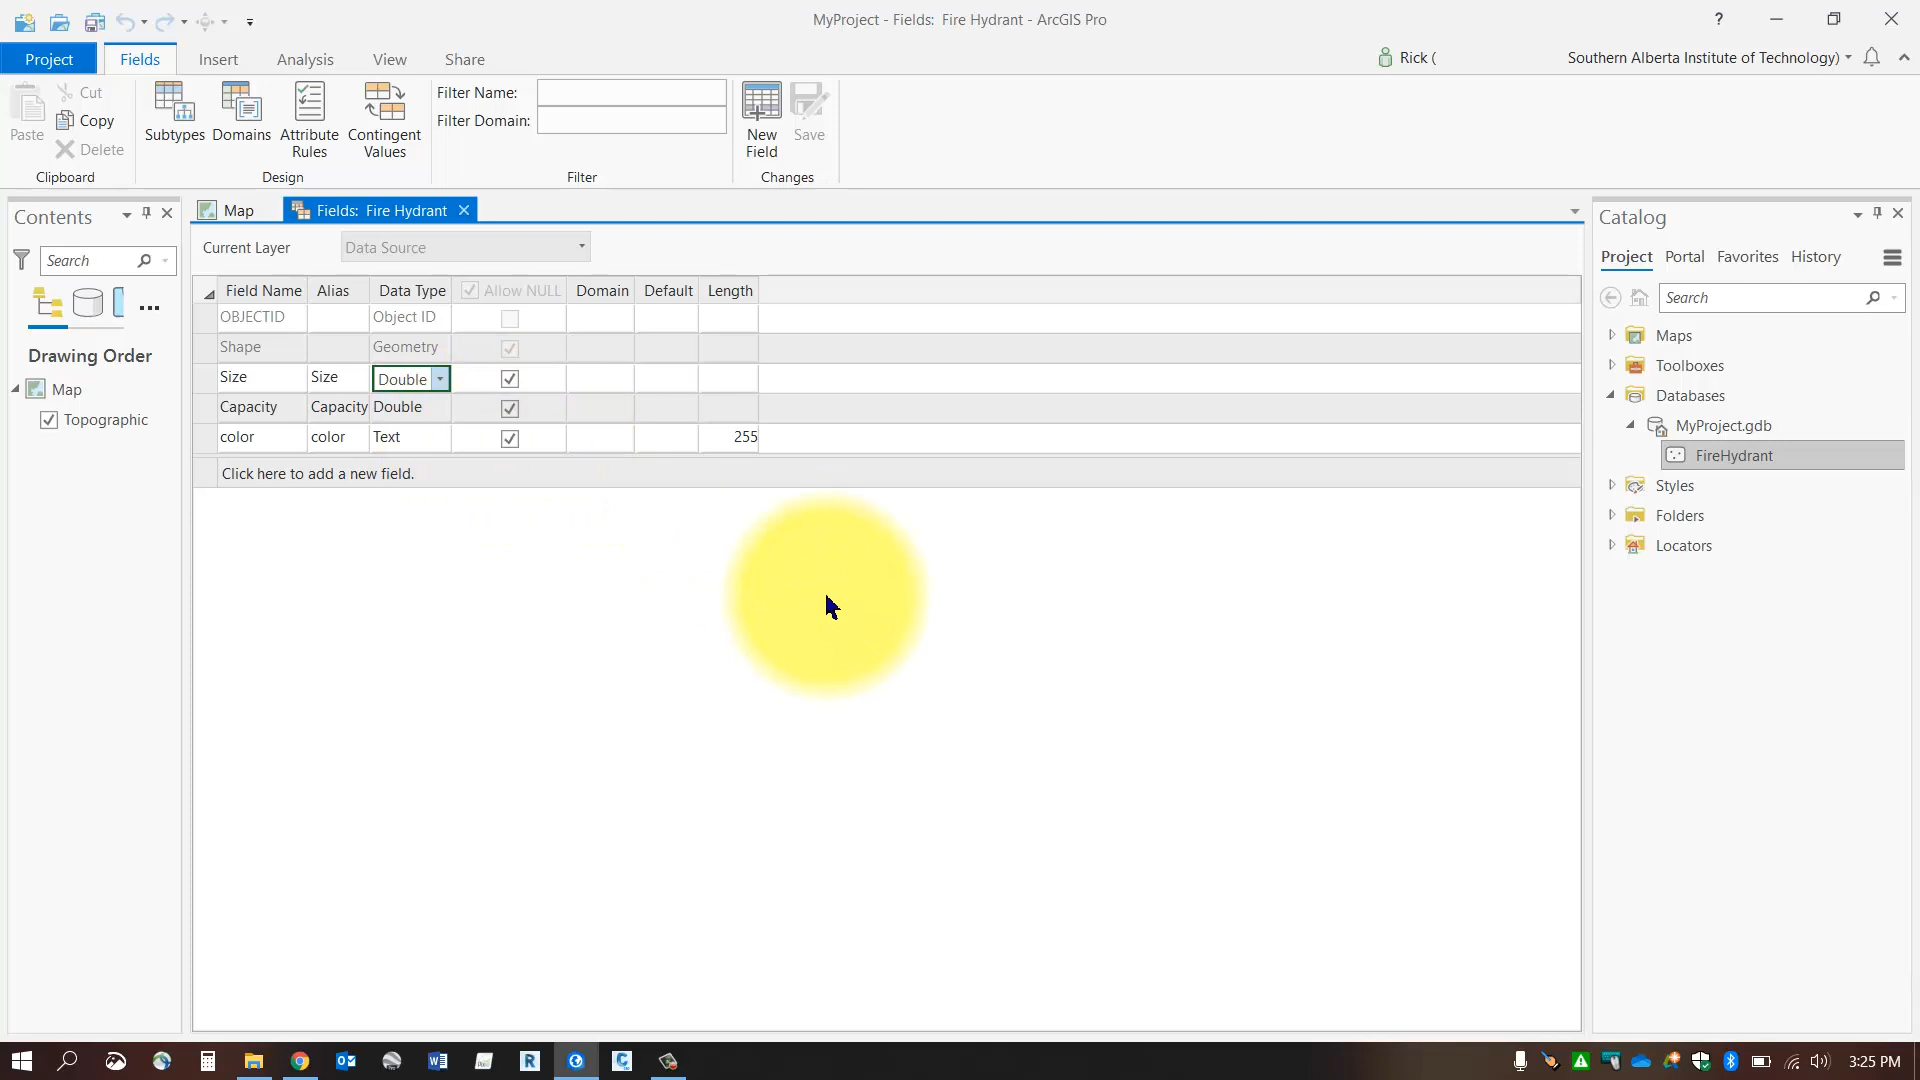 MyProject - Fields:  Fire Hydrant - ArcGIS Pro
?
Project
Fields
Insert
Analysis
View
Share
Rick (
Southern Alberta Institute of Technology)
Paste
Cut
Copy
Delete
Clipboard
Subtypes
Domains
Attribute
Rules
Contingent
Values
Design
Filter Name:
Filter Domain:
Filter
New
Field
Save
Changes
Contents
Search
Drawing Order
Map
Topographic
Map
Fields:  Fire Hydrant
Current Layer
Data Source
Field Name Alias Data Type Allow NULL Domain Default Length
OBJECTID Object ID
Shape Geometry
Size Size Double
Capacity Capacity Double
color color Text 255
Click here to add a new field.
Catalog
Project Portal Favorites History
Search
Maps
Toolboxes
Databases
MyProject.gdb
FireHydrant
Styles
Folders
Locators
3:25 PM